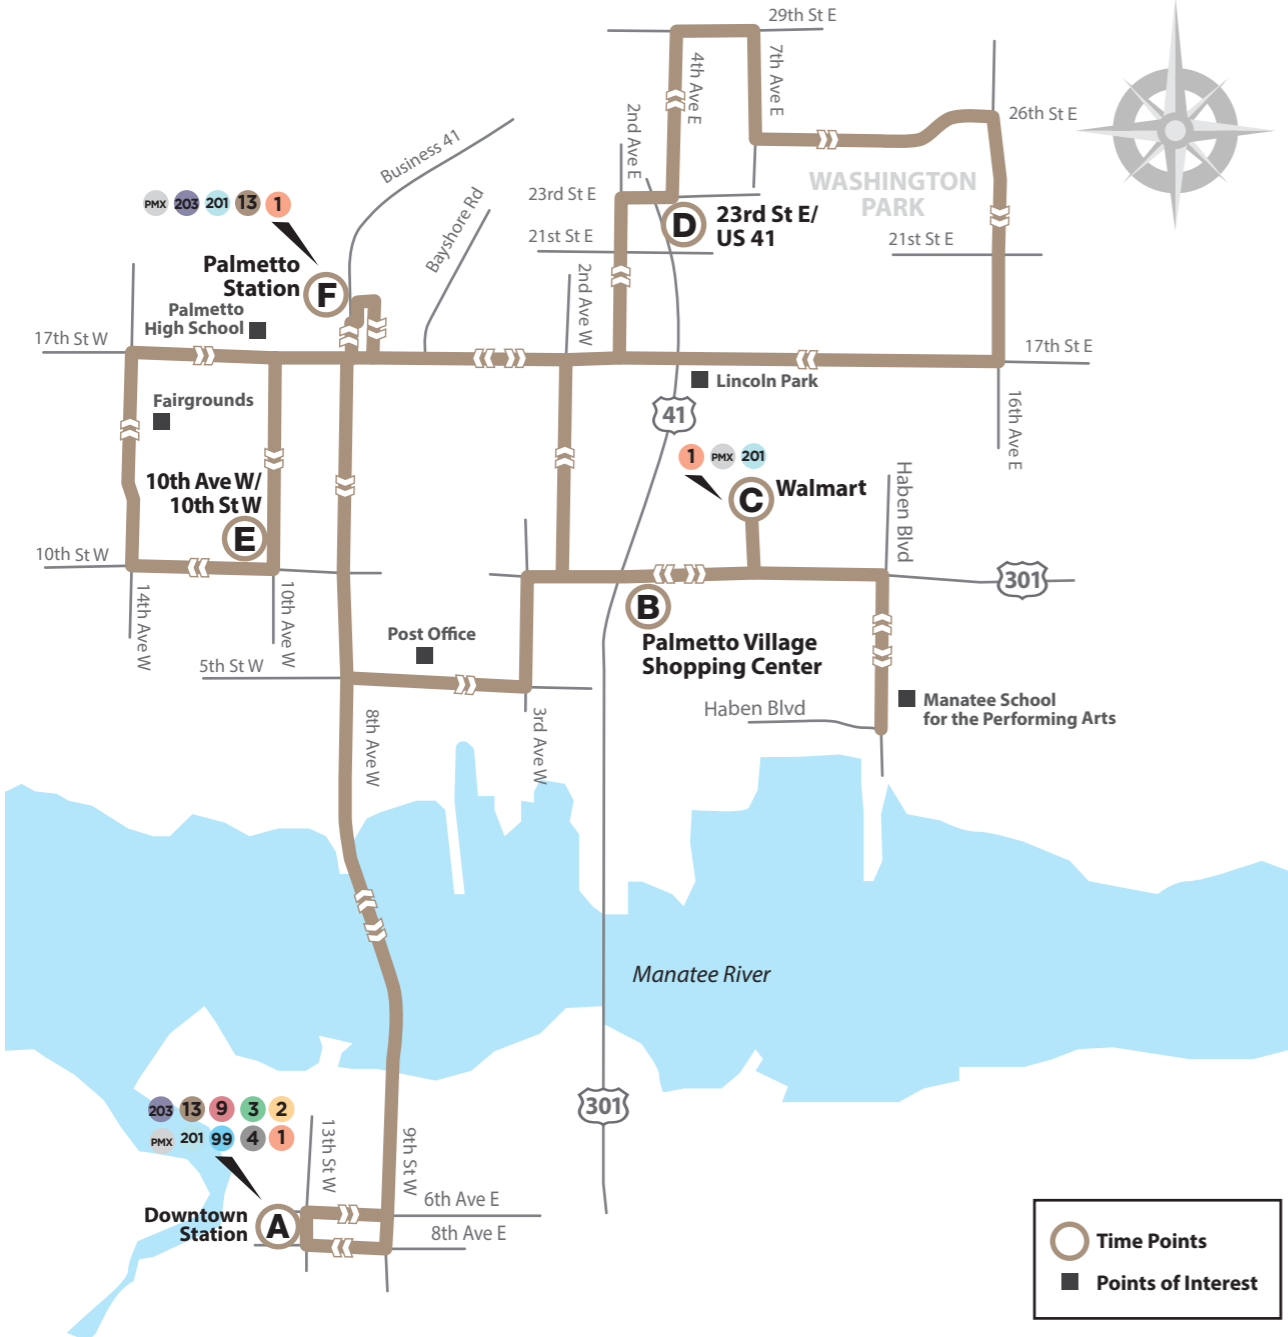 29th St E
4th Ave E
7th Ave E
2nd Ave E
26th St E
Business 41
WASHINGTON
PARK
PMX 203 201 13 1
23rd St E
D
23rd St E/
US 41
Bayshore Rd
21st St E
21st St E
Palmetto
Station
F
2nd Ave W
Palmetto
High School
17th St W
17th St E
Lincoln Park
Fairgrounds
41
16th Ave E
1 PMX 201
10th Ave W/
10th St W
E
C
Walmart
Haben Blvd
10th St W
301
14th Ave W
10th Ave W
B
Post Office
Palmetto Village
Shopping Center
5th St W
8th Ave W
3rd Ave W
Haben Blvd
Manatee School
for the Performing Arts
Manatee River
301
203 13 9 3 2
PMX 201 99 4 1
13th St W
9th St W
Downtown
Station
A
6th Ave E
8th Ave E
Time Points
Points of Interest